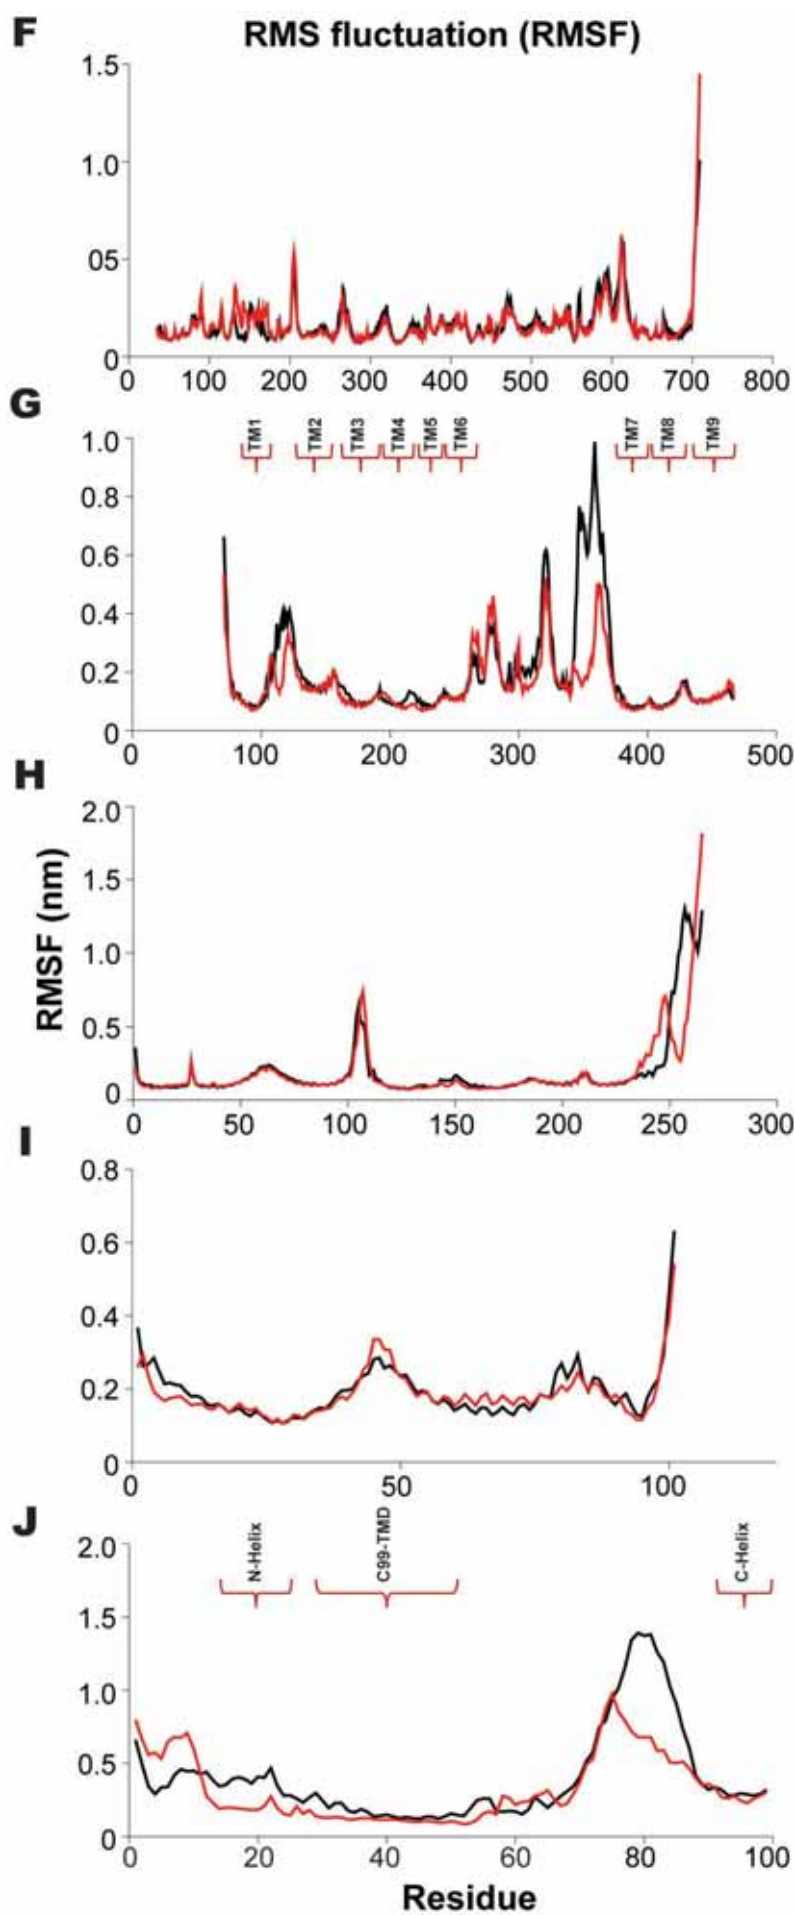 F RMS fluctuation (RMSF)
1.5
1.0
05
0
0 100 200 300 400 500 600 700 800
G
TM1 TM2 TM3 TM4 TM5 TM6 TM7 TM8 TM9
1.0
0.8
0.6
0.4
0.2
0
0 100 200 300 400 500
H
2.0
1.5
1.0
0.5
0
RMSF (nm)
0 50 100 150 200 250 300
I
0.8
0.6
0.4
0.2
0
0 50 100
J
N-Helix C99-TMD C-Helix
2.0
1.5
1.0
0.5
0
0 20 40 60 80 100
Residue